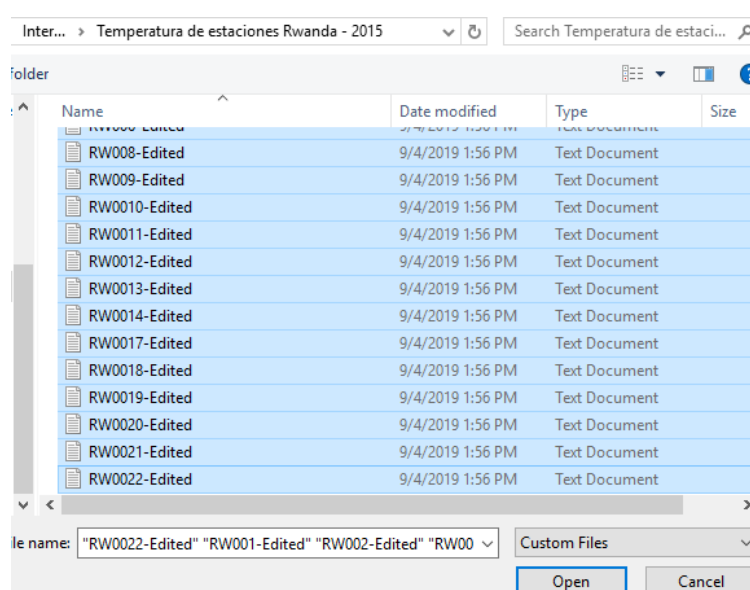 Inter... > Temperatura de estaciones Rwanda - 2015 Search Temperatura de estaci...
folder
Name Date modified Type Size
RW008-Edited 9/4/2019 1:56 PM Text Document
RW009-Edited 9/4/2019 1:56 PM Text Document
RW0010-Edited 9/4/2019 1:56 PM Text Document
RW0011-Edited 9/4/2019 1:56 PM Text Document
RW0012-Edited 9/4/2019 1:56 PM Text Document
RW0013-Edited 9/4/2019 1:56 PM Text Document
RW0014-Edited 9/4/2019 1:56 PM Text Document
RW0017-Edited 9/4/2019 1:56 PM Text Document
RW0018-Edited 9/4/2019 1:56 PM Text Document
RW0019-Edited 9/4/2019 1:56 PM Text Document
RW0020-Edited 9/4/2019 1:56 PM Text Document
RW0021-Edited 9/4/2019 1:56 PM Text Document
RW0022-Edited 9/4/2019 1:56 PM Text Document
ile name: "RW0022-Edited" "RW001-Edited" "RW002-Edited" "RW00 Custom Files
Open Cancel